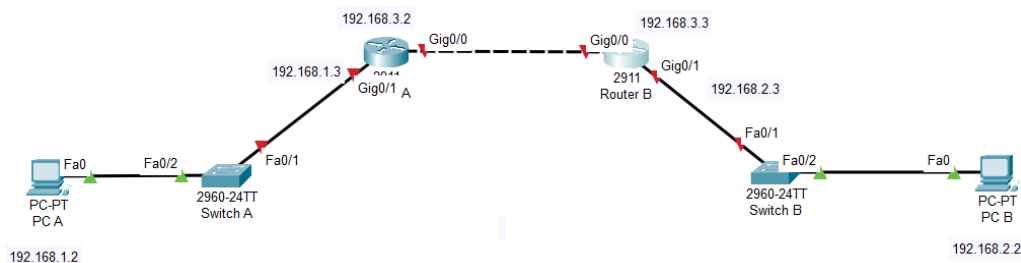 192.168.3.2
192.168.3.3
Gig0/0
Gig0/0
192.168.1.3
Gig0/1
A
2911
Router B
Gig0/1
192.168.2.3
Fa0
Fa0/2
Fa0/1
Fa0/1
Fa0/2
Fa0
PC-PT
PC A
2960-24TT
Switch A
2960-24TT
Switch B
PC-PT
PC B
192.168.1.2
192.168.2.2